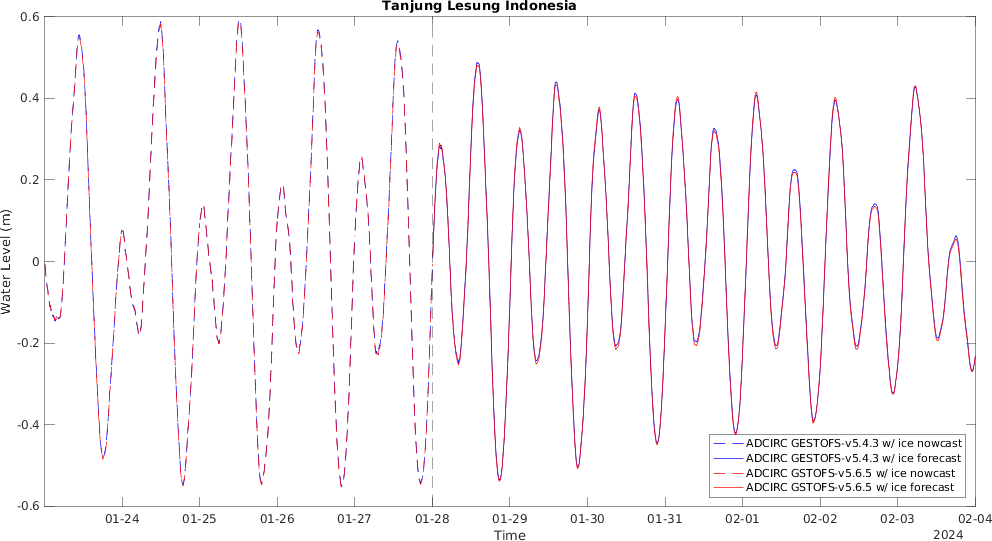 Tanjung Lesung Indonesia
0.6
0.4
0.2
0
-0.2
-0.4
-0.6
Water Level (m)
ADCIRC GESTOFS-v5.4.3 w/ ice nowcast
ADCIRC GESTOFS-v5.4.3 w/ ice forecast
ADCIRC GSTOFS-v5.6.5 w/ ice nowcast
ADCIRC GSTOFS-v5.6.5 w/ ice forecast
01-24 01-25 01-26 01-27 01-28 01-29 01-30 01-31 02-01 02-02 02-03 02-04
Time
2024